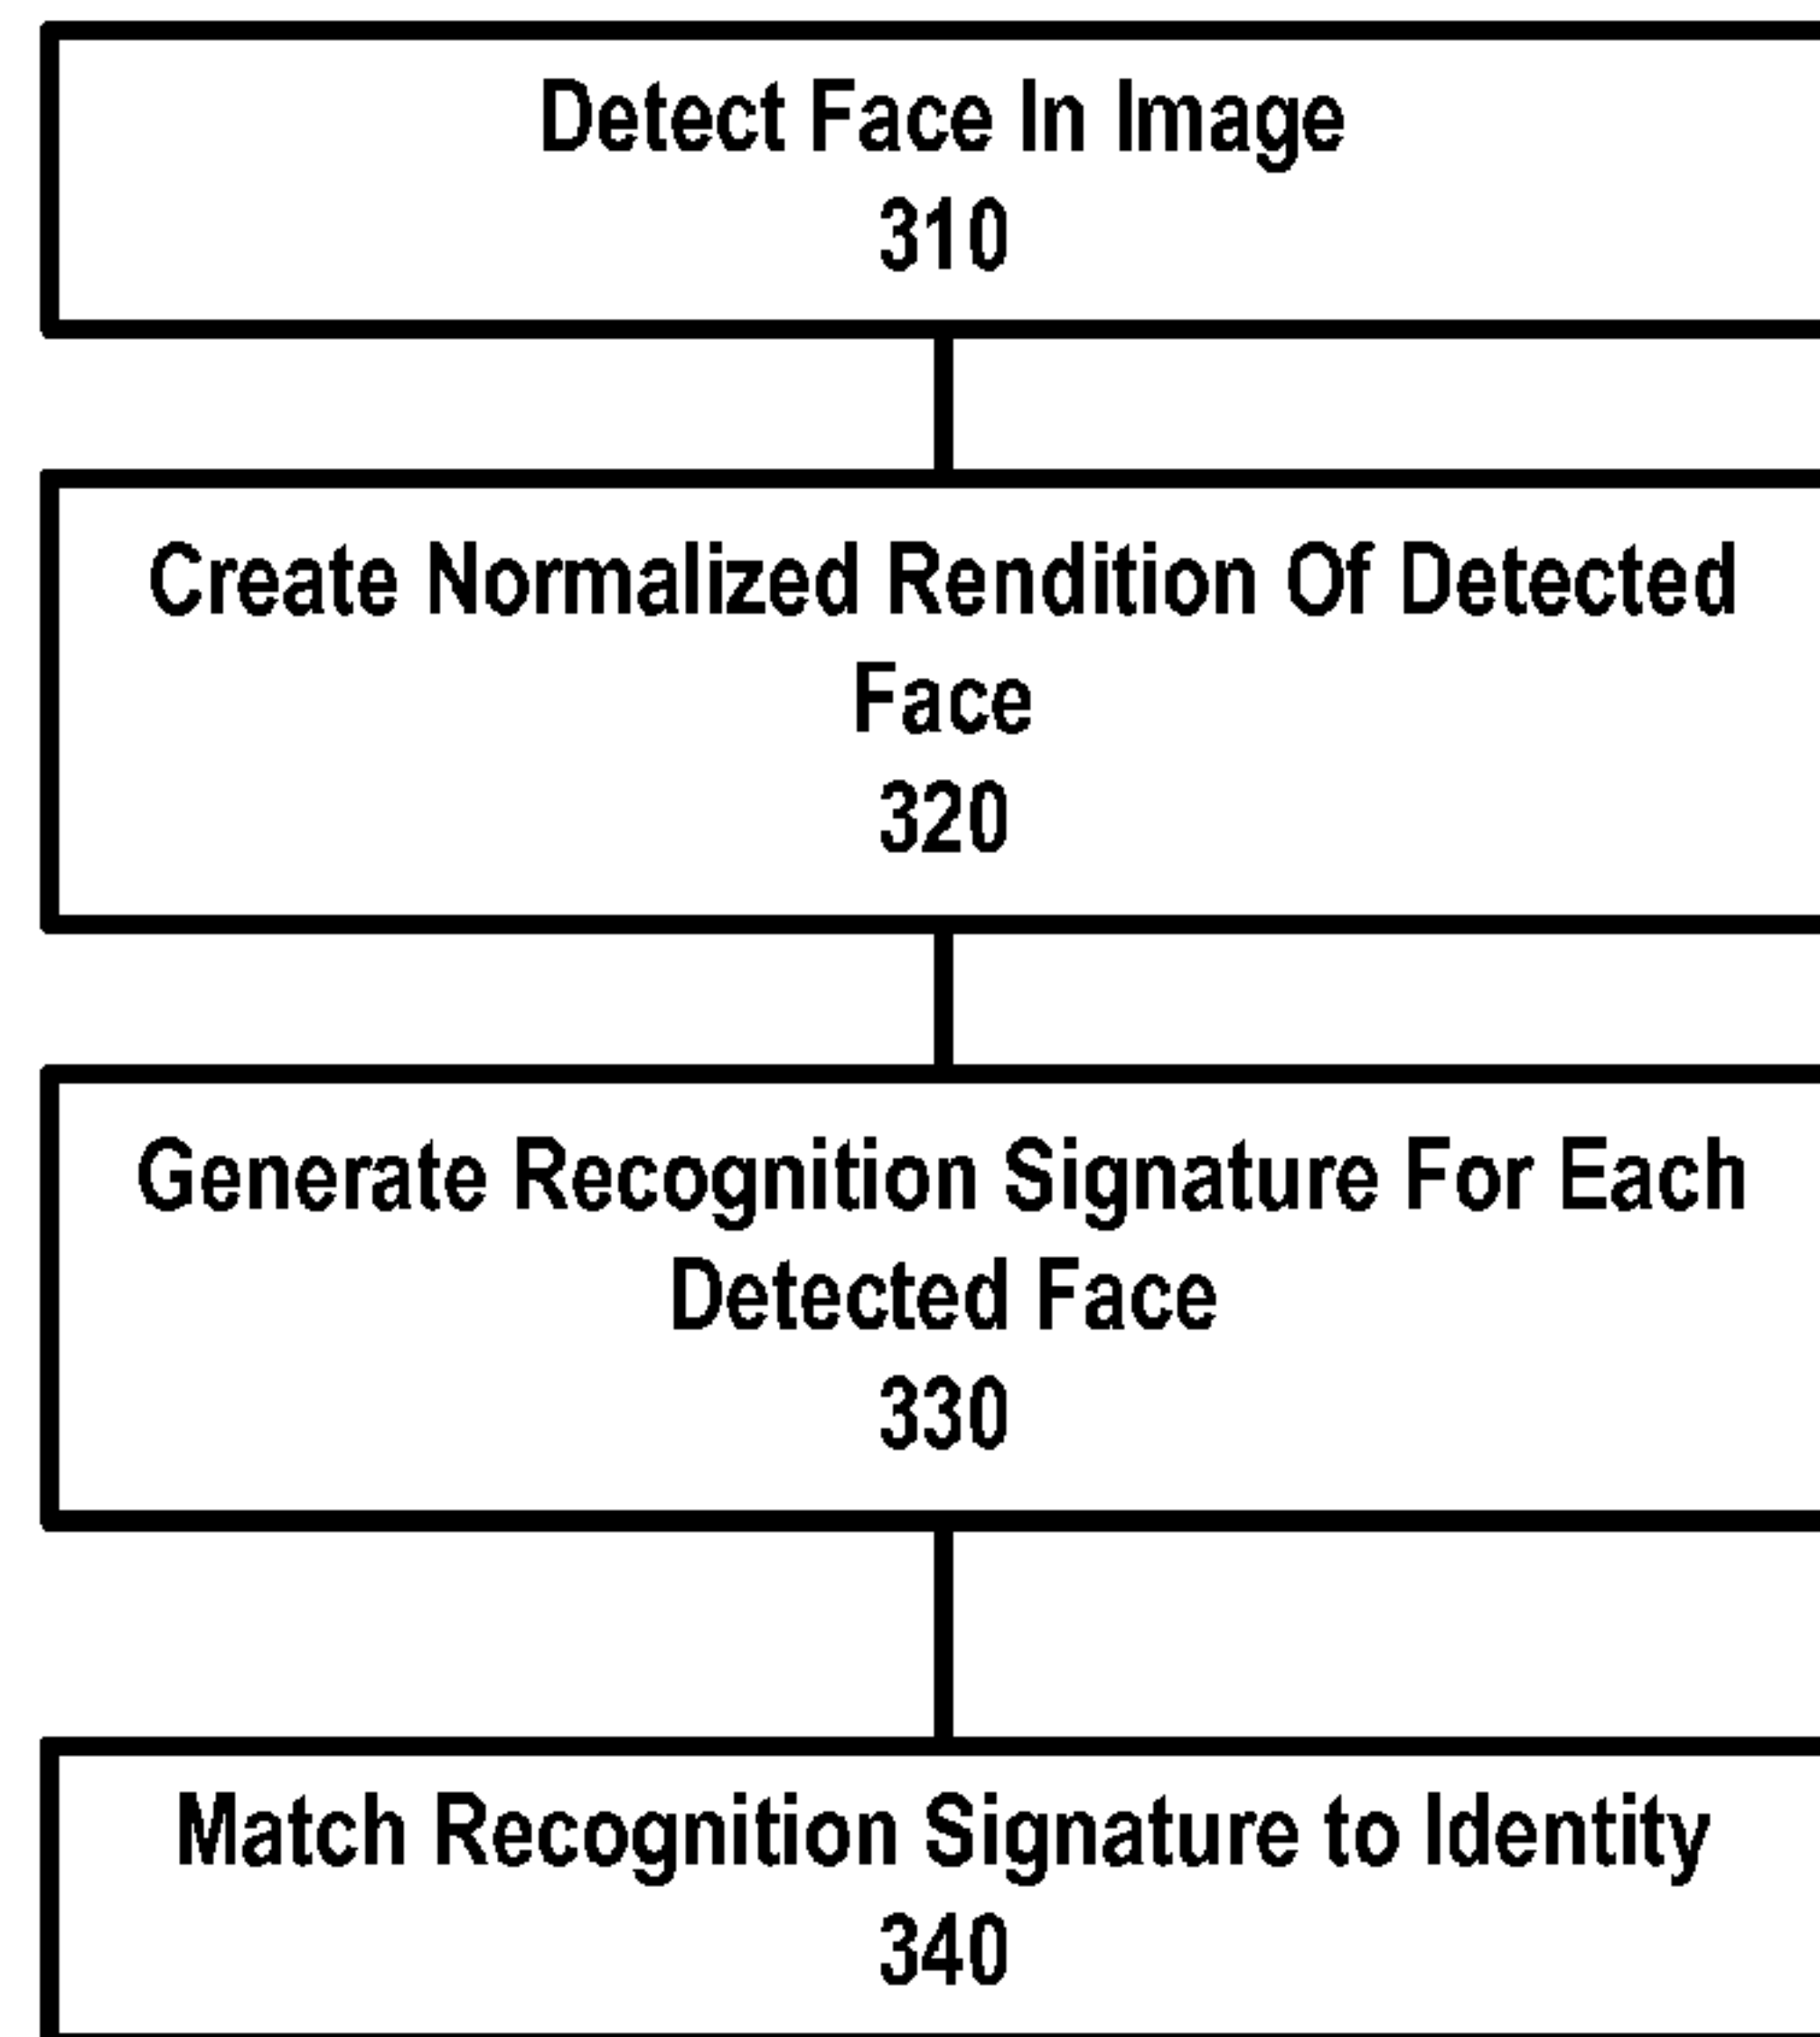 Detect Face In Image
310
Create Normalized Rendition Of Detected
Face
320
Generate Recognition Signature For Each
Detected Face
330
Match Recognition Signature to Identity
340